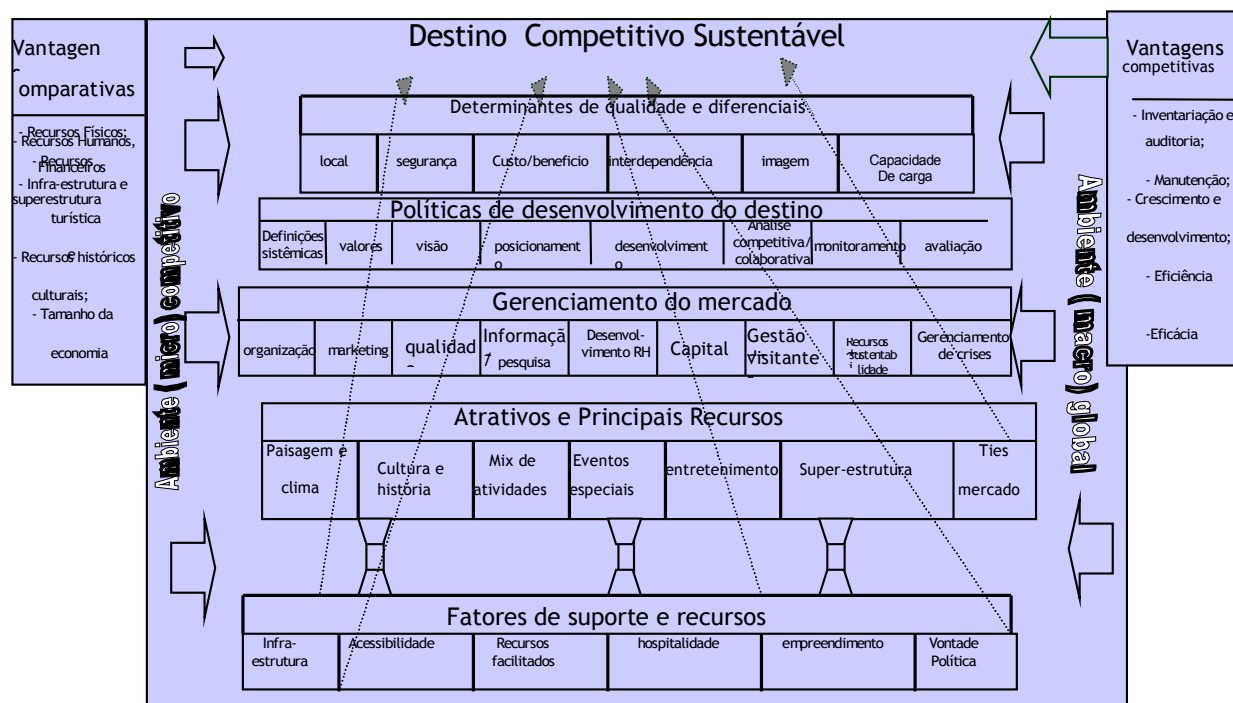 Destino Competitivo Sustentável
Vantagen
Comparativas
- Recursos Físicos;
- Recursos Humanos,
- Recursos
Financeiros
- Infra-estrutura e
superestrutura
turística
- Recursos históricos e
culturais;
- Tamanho da
economia
Ambiente ( micro) competitivo
Determinantes de qualidade e diferenciais
local
segurança
Custo/beneficio
interdependência
imagem
Capacidade
De carga
Políticas de desenvolvimento do destino
Definições
sistêmicas
valores
visão
posicionament
o
desenvolviment
o
Análise
competitiva/
colaborativa
monitoramento
avaliação
Gerenciamento do mercado
organização
marketing
qualidad
Informaçã
/
pesquisa
Desenvol-
vimento RH
Capital
Gestão
visitante
Recursos
sustentab
ilidade
Gerenciamento
de crises
Atrativos e Principais Recursos
Paisagem e
clima
Cultura e
história
Mix de
atividades
Eventos
especiais
entretenimento
Super-estrutura
Ties
mercado
Fatores de suporte e recursos
Infra-
estrutura
Acessibilidade
Recursos
facilitados
hospitalidade
empreendimento
Vontade
Política
Ambiente ( macro) global
Vantagens
competitivas
- Inventariação e
auditoria;
- Manutenção;
- Crescimento e
desenvolvimento;
- Eficiência
-Eficácia